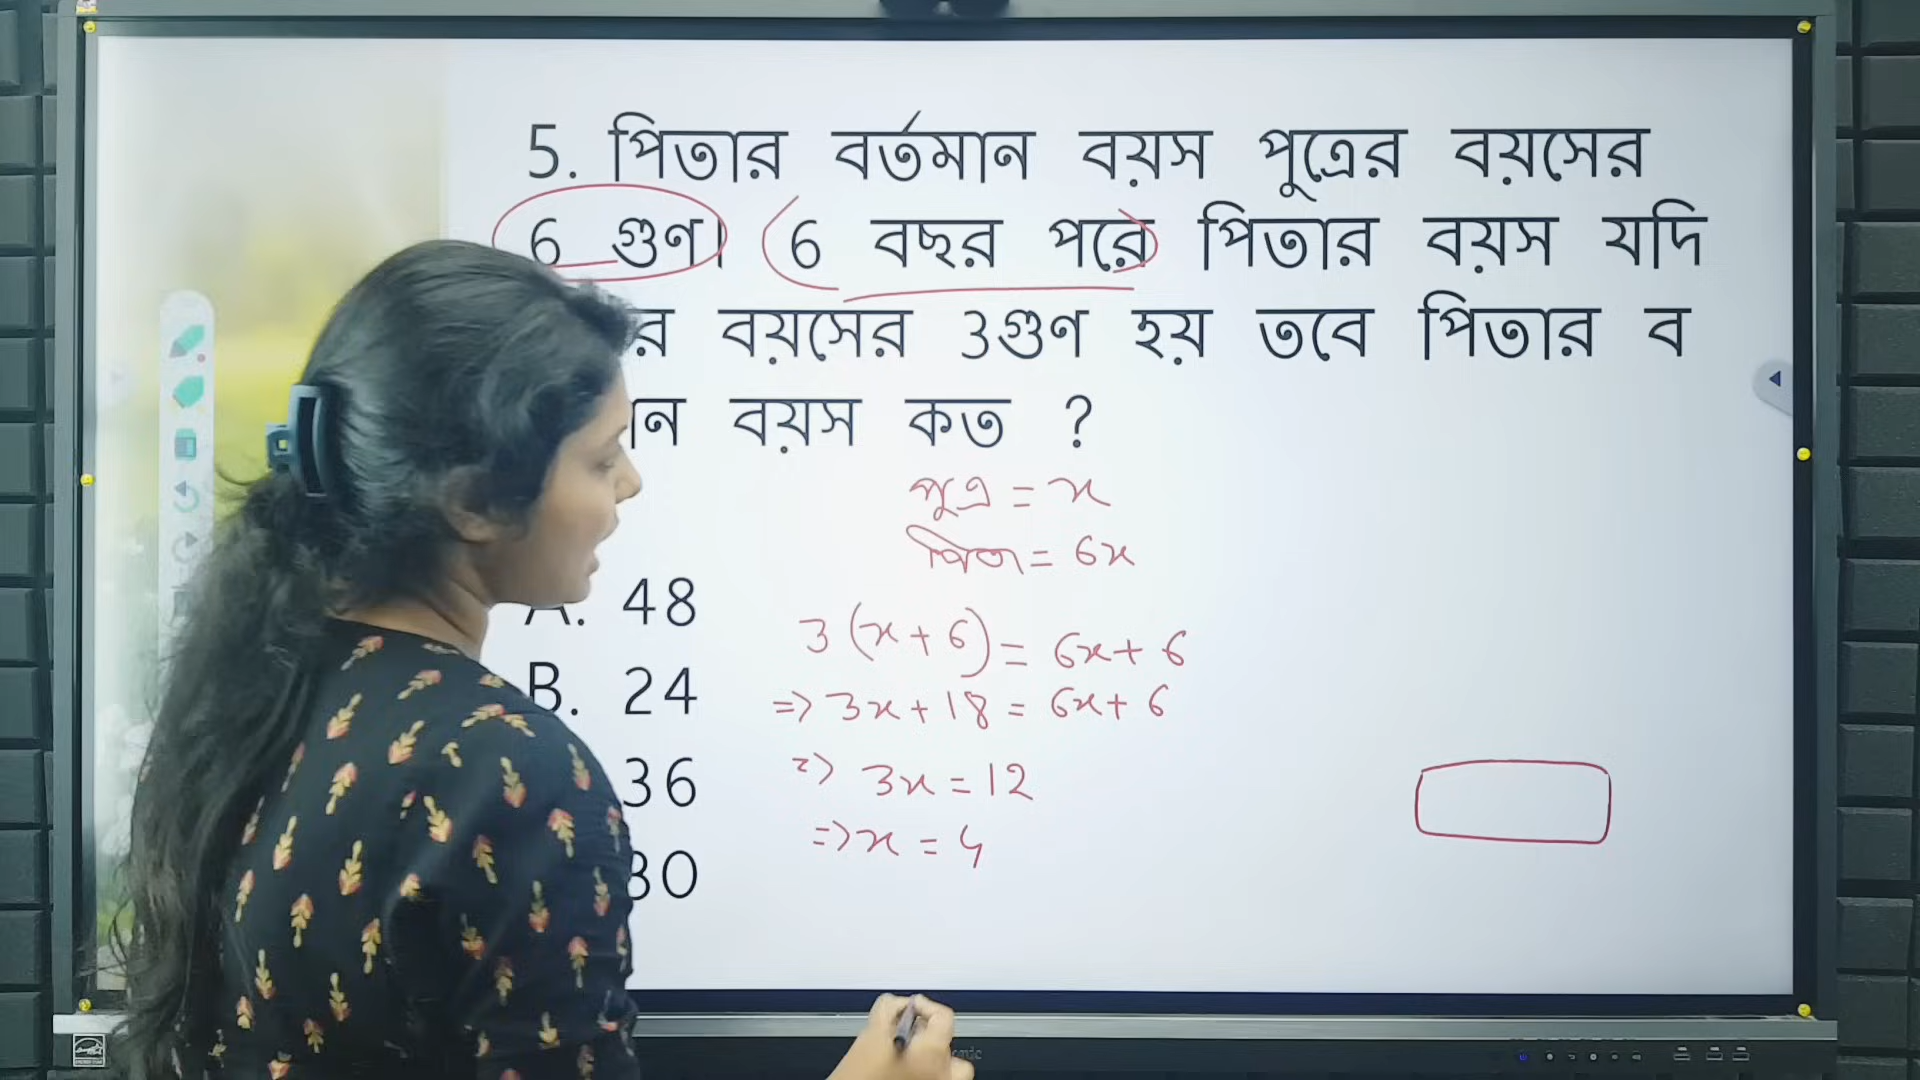 5. পিতার বর্তমান বয়স পুত্রের বয়সের
6 গুণ। 6 বছর পরে পিতার বয়স যদি
র বয়সের 3গুণ হয় তবে পিতার ব
ান বয়স কত ?
পুত্র = x
পিতা = 6x
A. 48
3 (x + 6) = 6x + 6
B. 24
=> 3x + 18 = 6x + 6
36
=> 3x = 12
=> x = 4
30